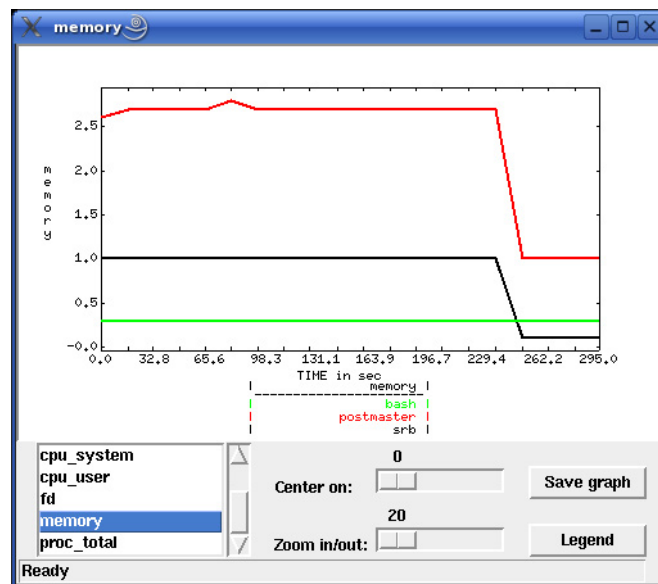 memory
2.5
2.0
1.5
1.0
0.5
-0.0
memory
0.0 32.8 65.6 98.3 131.1 163.9 196.7 229.4 262.2 295.0
TIME in sec
| memory |
| bash |
| postmaster |
| srb |
cpu_system
cpu_user
fd
memory
proc_total
0
Center on:
Save graph
20
Zoom in/out:
Legend
Ready